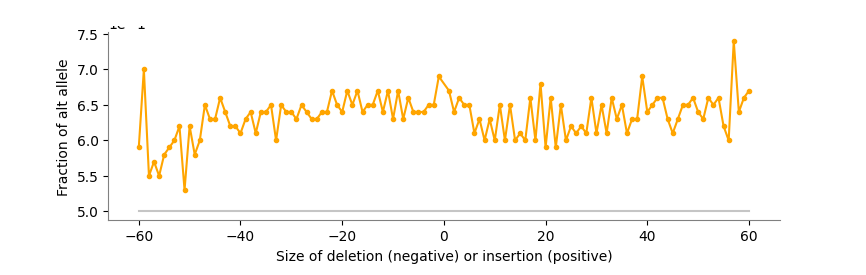 7.5
7.0
6.5
6.0
5.5
5.0
Fraction of alt allele
−60 −40 −20 0 20 40 60
Size of deletion (negative) or insertion (positive)